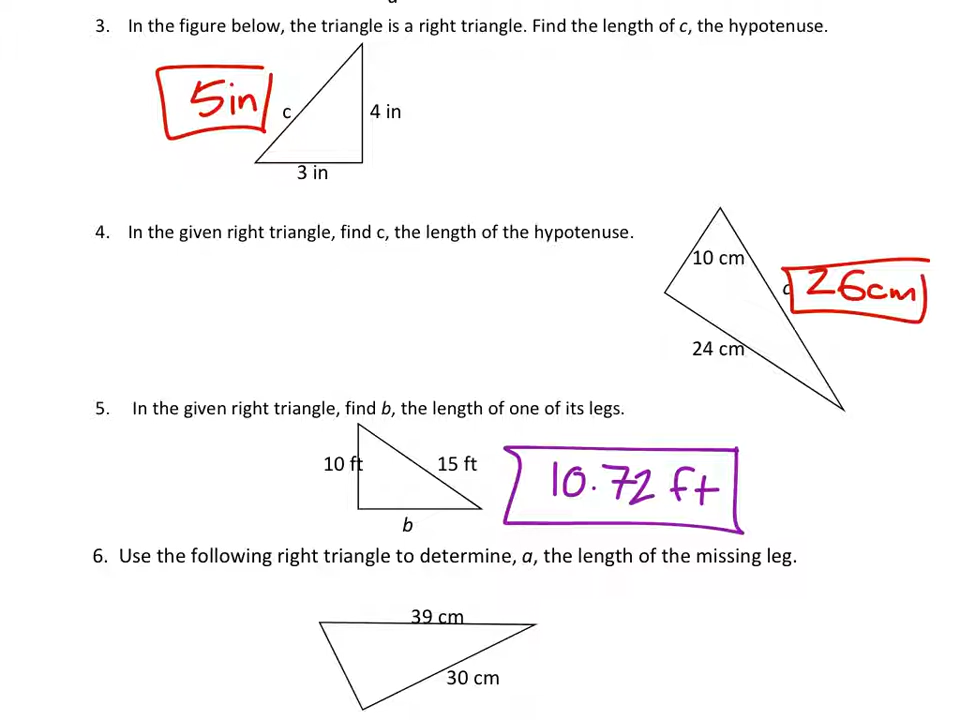 3. In the figure below, the triangle is a right triangle. Find the length of c, the hypotenuse.
5in
c
4 in
3 in
4. In the given right triangle, find c, the length of the hypotenuse.
10 cm
c
26cm
24 cm
5. In the given right triangle, find b, the length of one of its legs.
10 ft
15 ft
10.72 ft
b
6. Use the following right triangle to determine, a, the length of the missing leg.
39 cm
30 cm